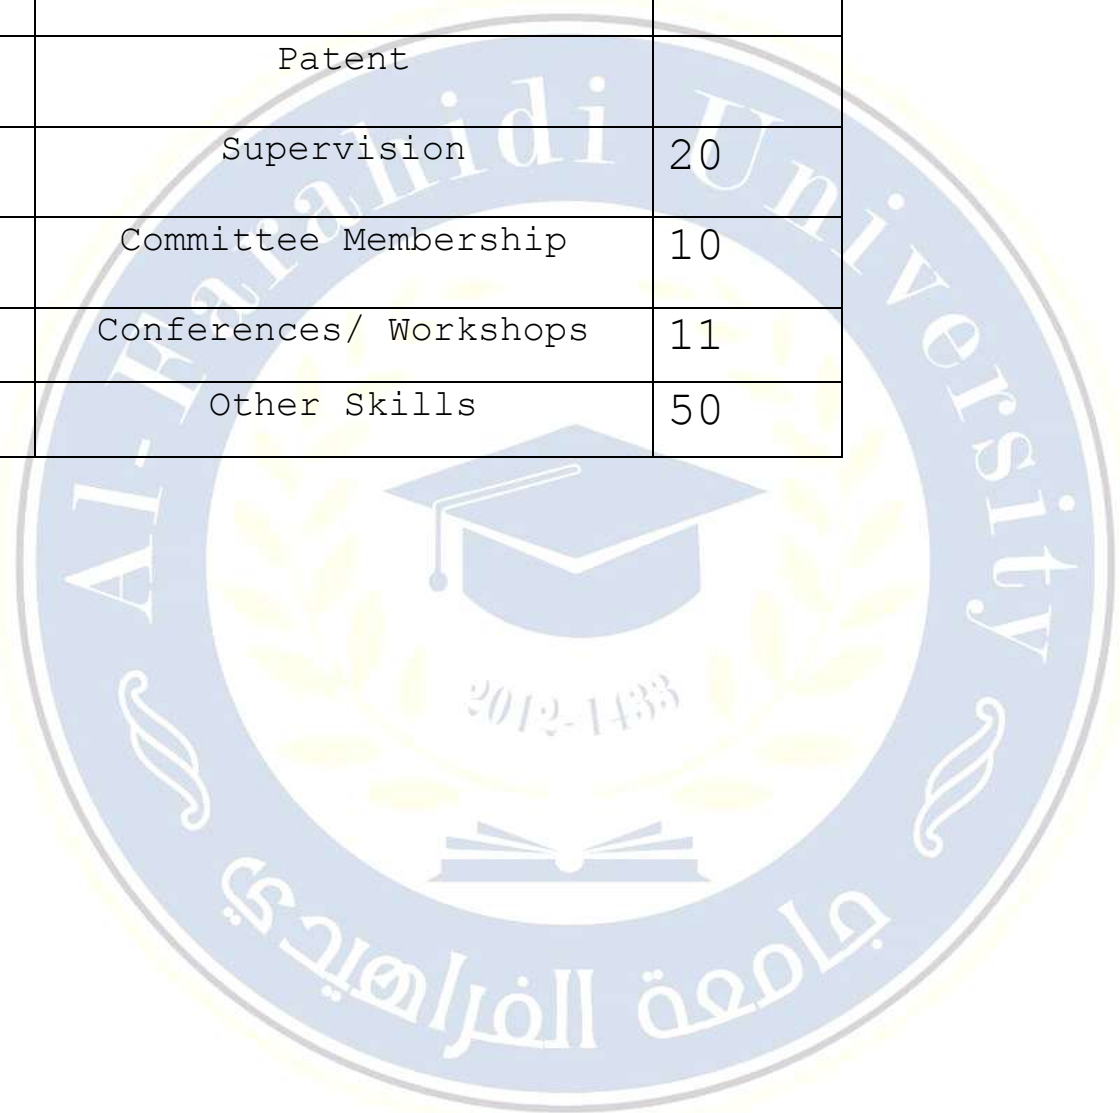 Patent
Supervision 20
Committee Membership 10
Conferences/ Workshops 11
Other Skills 50
Al-Farahidi University
2012-1433
جامعة الفراهيدي